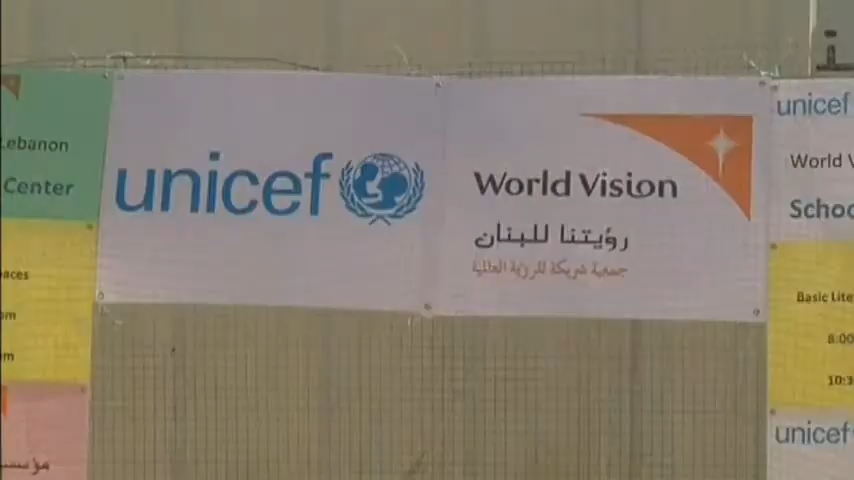 Lebanon
Center
unicef
World Vision
رؤيتنا للبنان
جمعية شريكة للرؤية العالمية
unicef
World V
Schoo
Basic Lite
8:00
10:3
unicef